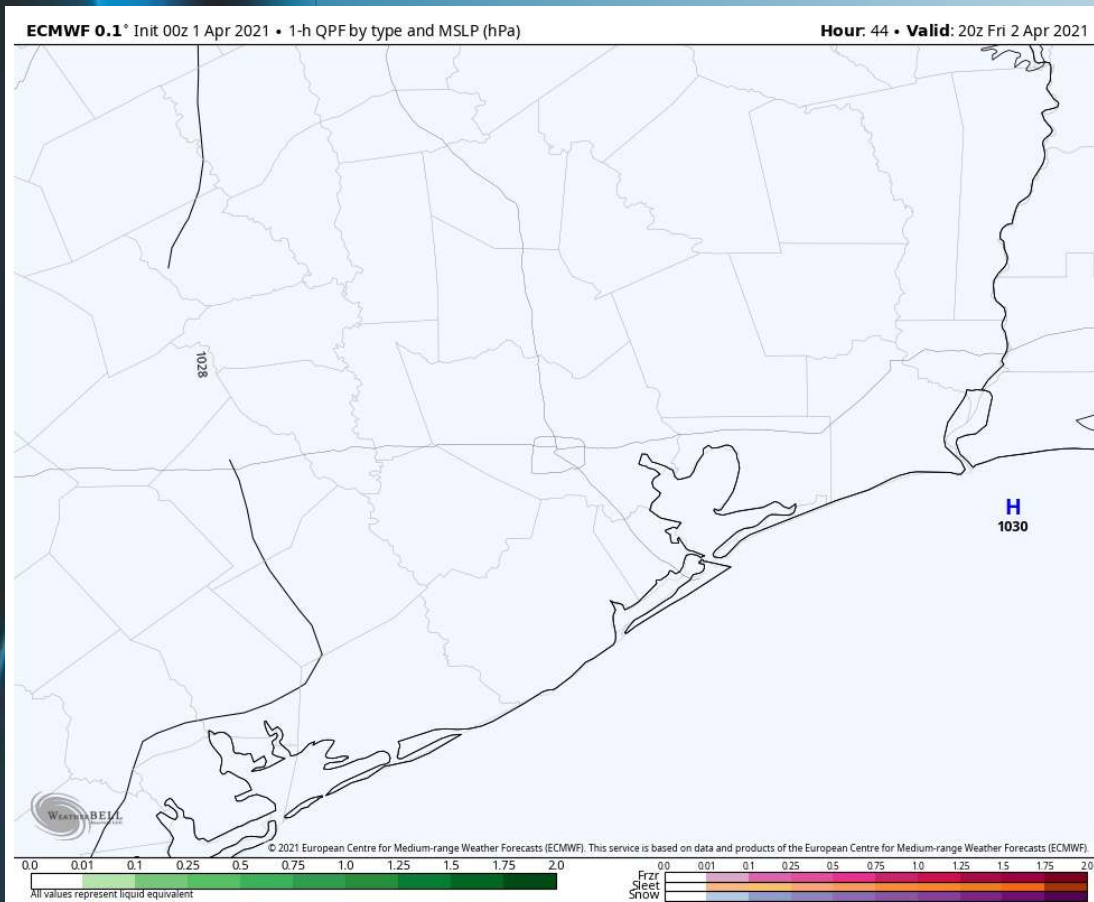 ECMWF 0.1° Init 00z 1 Apr 2021 • 1-h QPF by type and MSLP (hPa)
Hour: 44 • Valid: 20z Fri 2 Apr 2021
1028
H
1030
WEATHERBELL
© 2021 European Centre for Medium-range Weather Forecasts (ECMWF). This service is based on data and products of the European Centre for Medium-range Weather Forecasts (ECMWF).
0.0 0.01 0.1 0.25 0.5 0.75 1.0 1.25 1.5 1.75 2.0
All values represent liquid equivalent
0.0 0.01 0.1 0.25 0.5 0.75 1.0 1.25 1.5 1.75 2.0
Frzr
Sleet
Snow